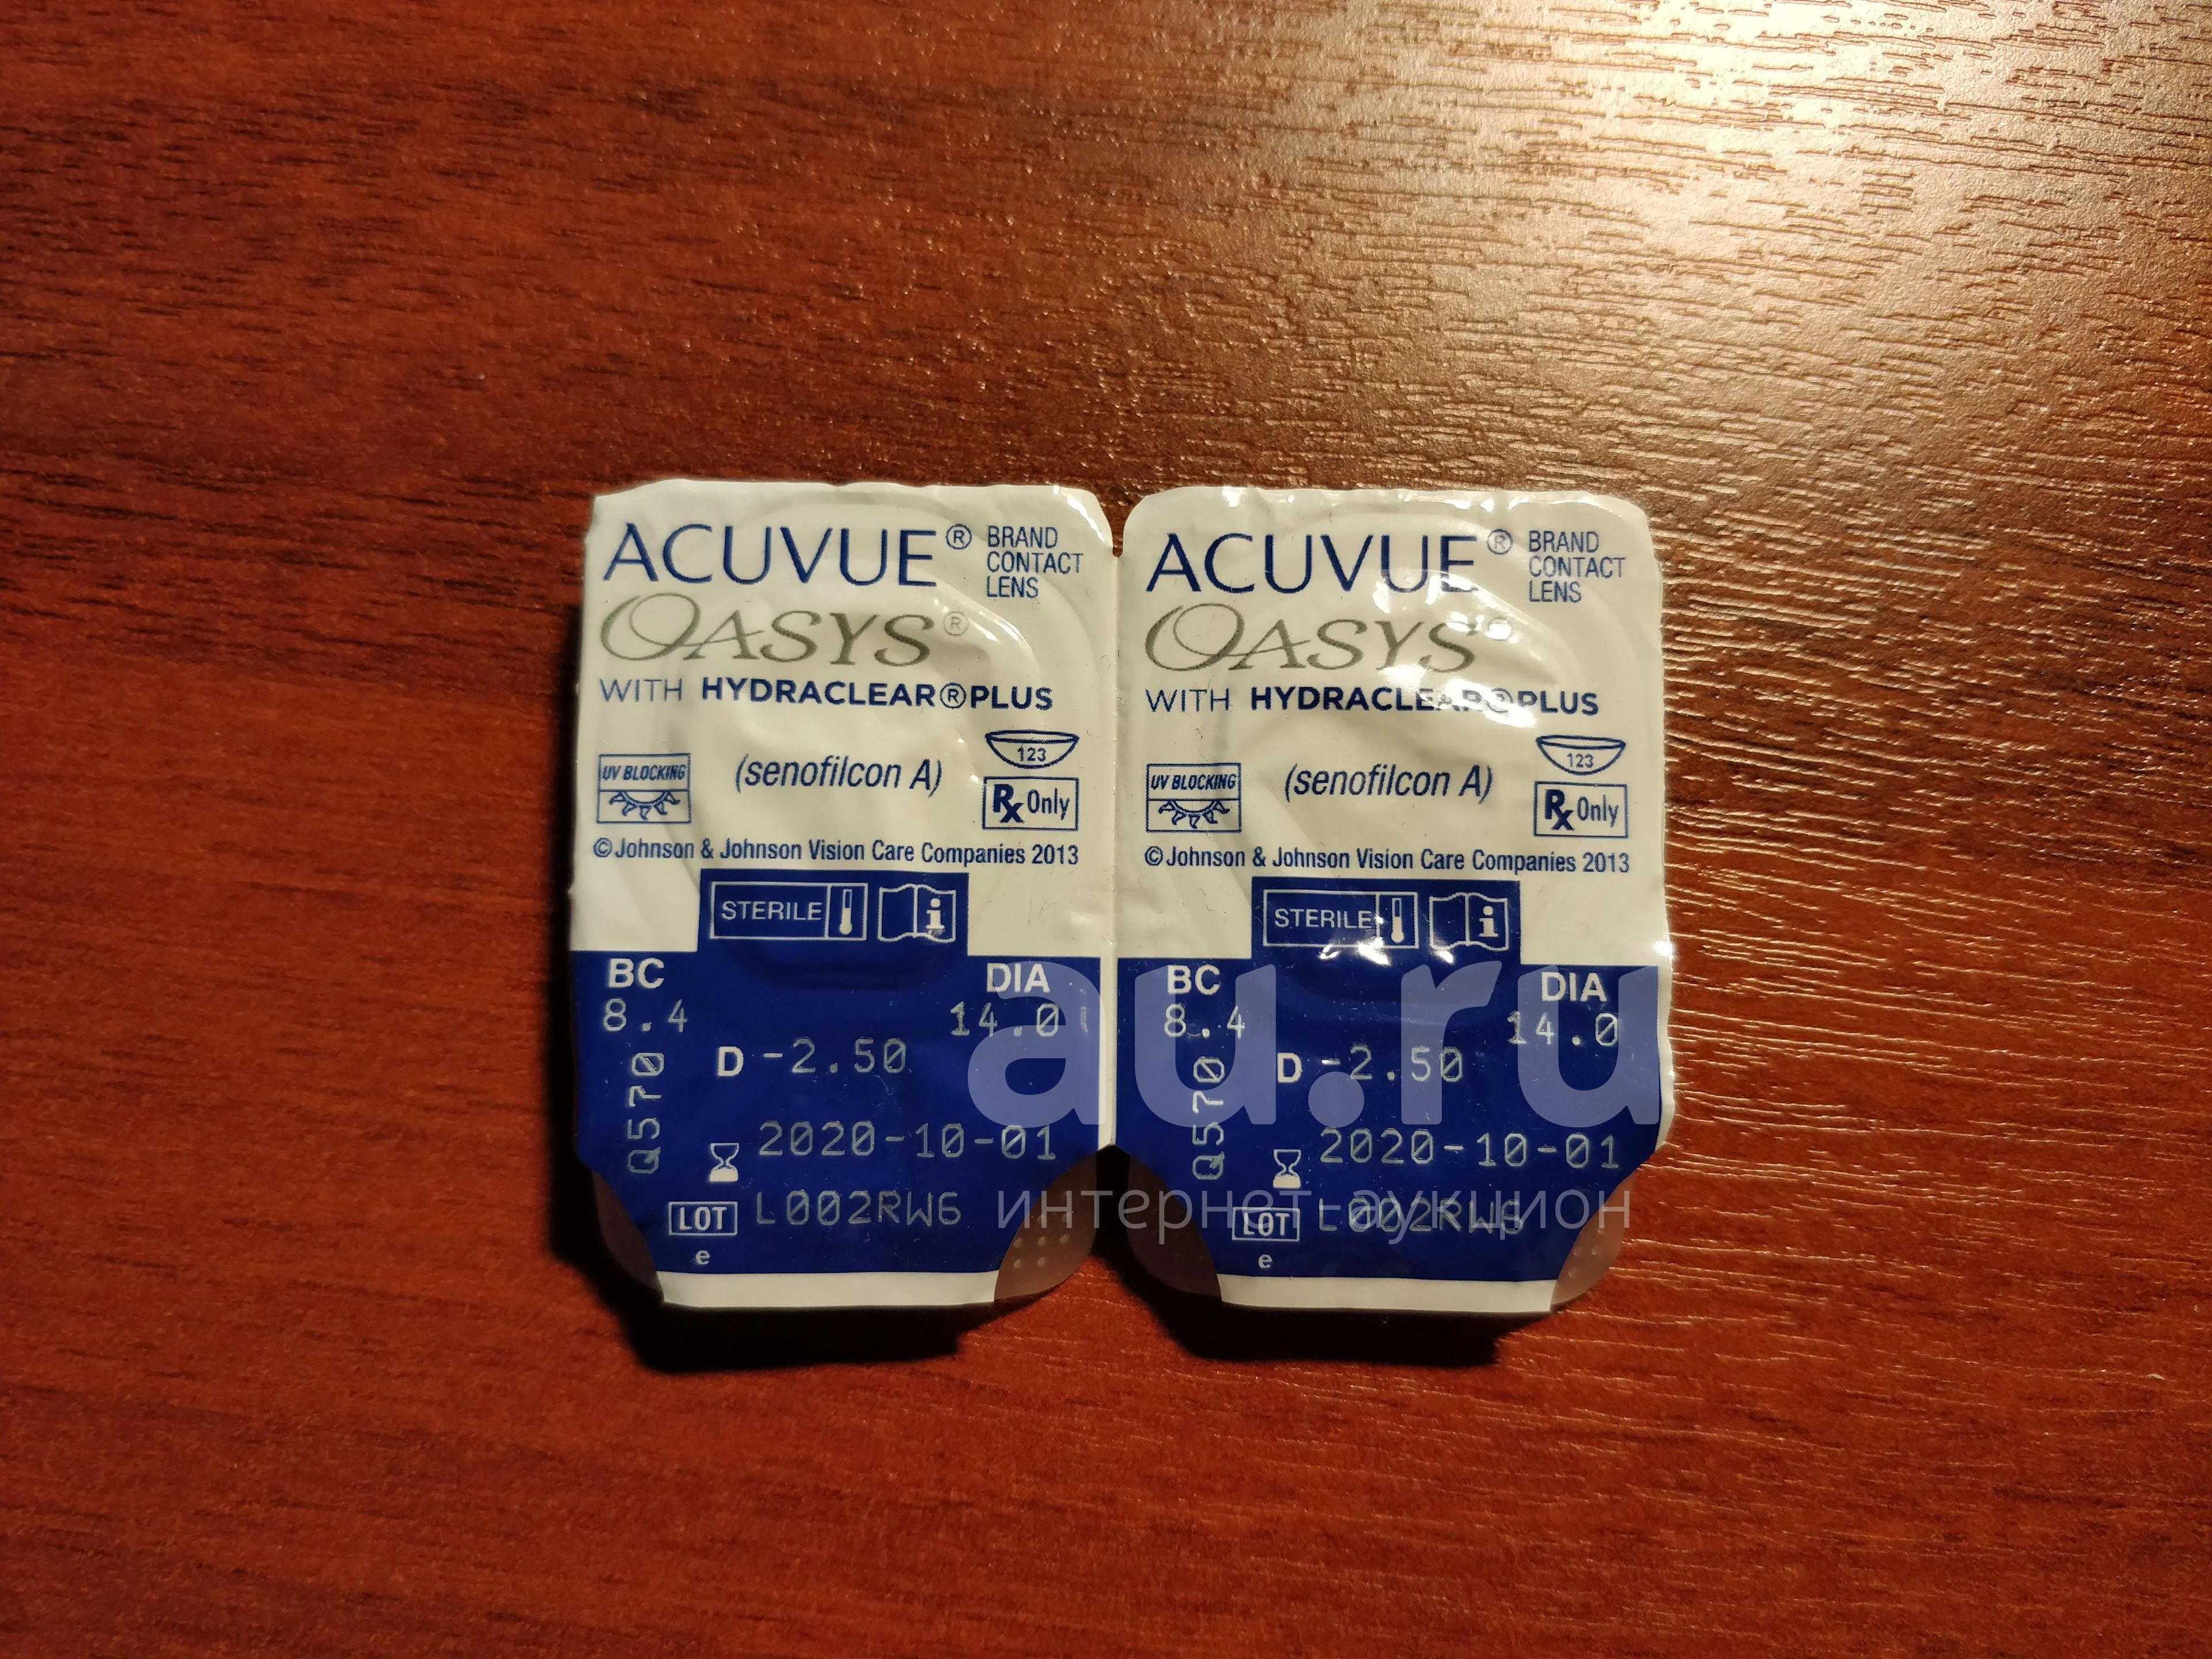 ACUVUE® BRAND CONTACT LENS
OASYS®
WITH HYDRACLEAR®PLUS
123
UV BLOCKING (senofilcon A) Rx Only
©Johnson & Johnson Vision Care Companies 2013
STERILE i
BC DIA
8.4 14.0
D -2.50
Q570
2020-10-01
LOT L002RW6
e
ACUVUE® BRAND CONTACT LENS
OASYS®
WITH HYDRACLEAR®PLUS
123
UV BLOCKING (senofilcon A) Rx Only
©Johnson & Johnson Vision Care Companies 2013
STERILE i
BC DIA
8.4 14.0
D -2.50
Q570
2020-10-01
LOT L002RW6
e
au.ru
интернет-аукцион